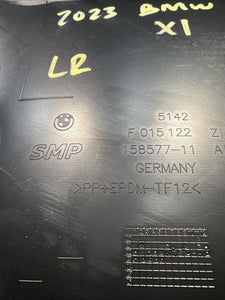 2023 BMW
X1
LR
5142
F 015122
SMP
158577-11
GERMANY
>PP+EPDM-TF12<